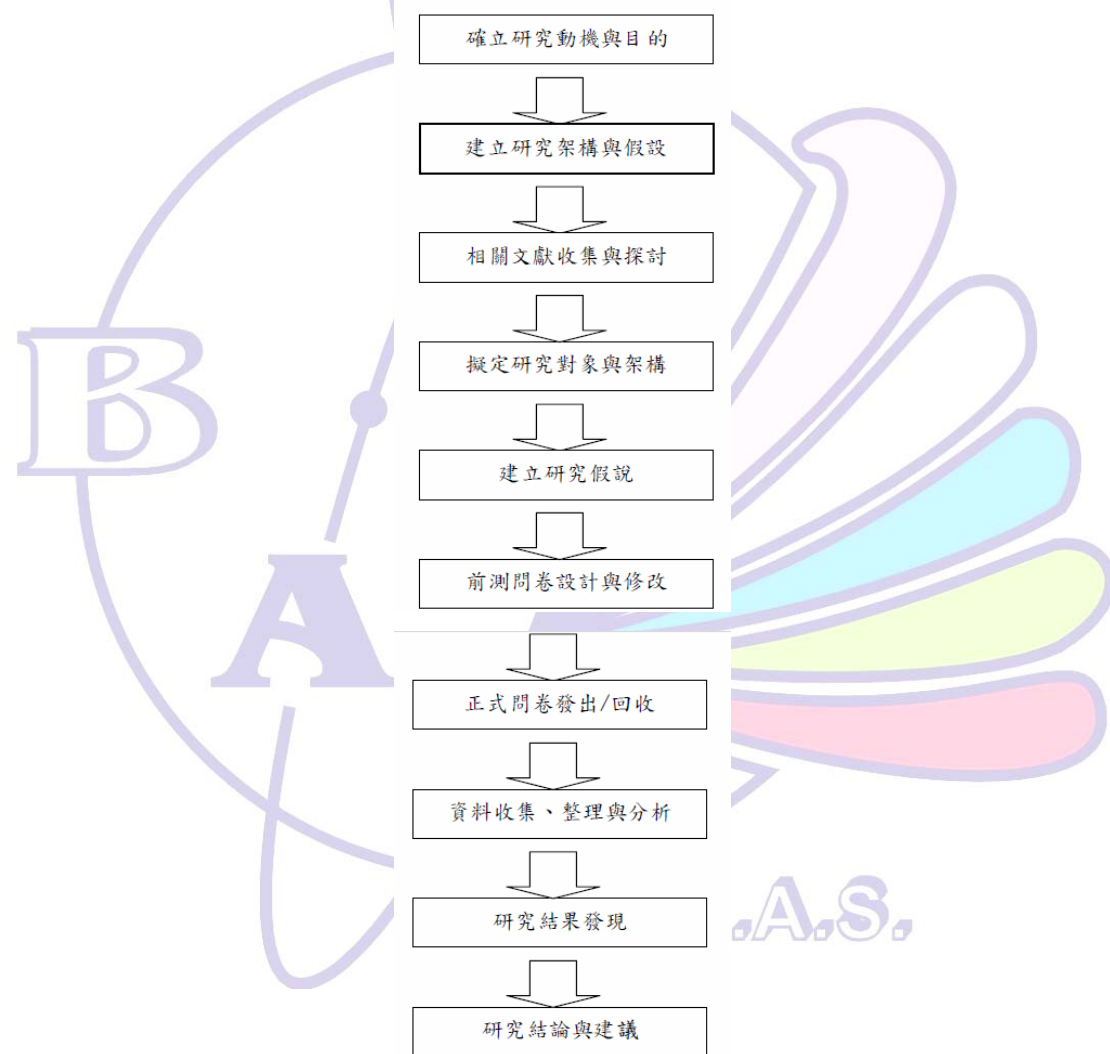 確立研究動機與目的
建立研究架構與假設
相關文獻收集與探討
擬定研究對象與架構
建立研究假說
前測問卷設計與修改
正式問卷發出/回收
資料收集、整理與分析
研究結果發現
研究結論與建議
B
A
.A.S.